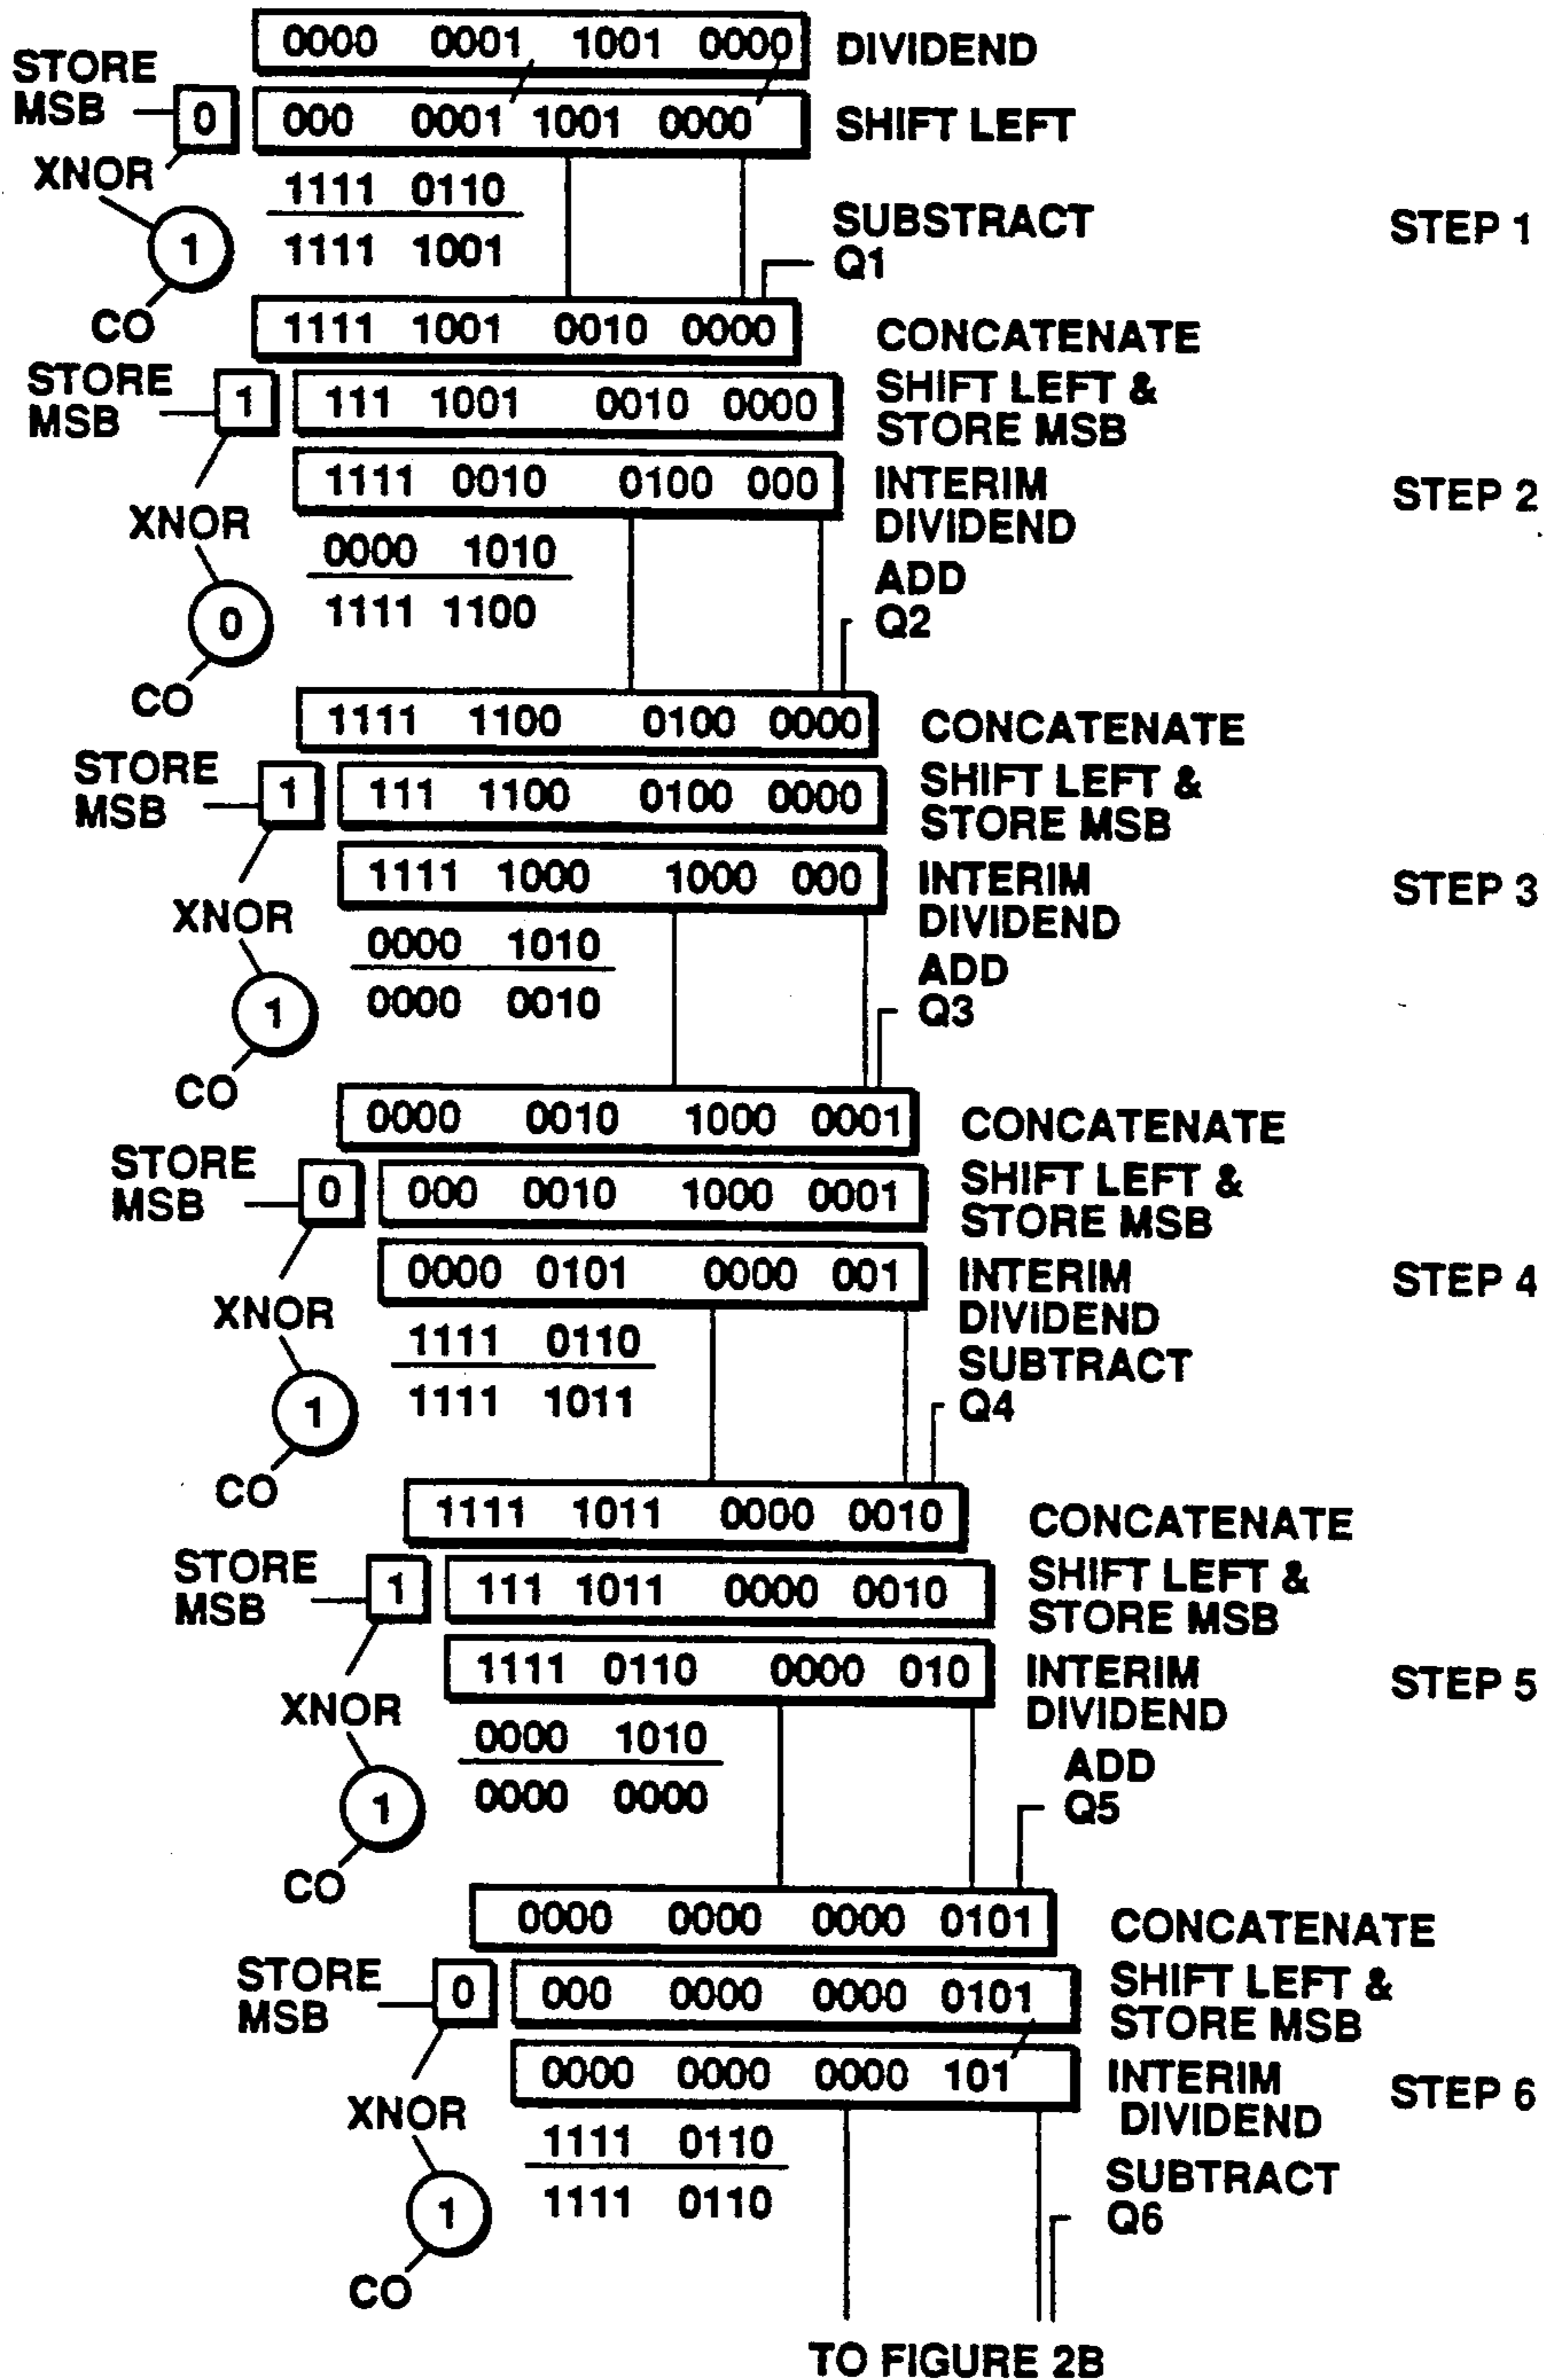 0000 0001 1001 0000 DIVIDEND
STORE MSB 0 000 0001 1001 0000 SHIFT LEFT
XNOR 1111 0110
1 1111 1001 SUBSTRACT Q1 STEP 1
CO
1111 1001 0010 0000 CONCATENATE
STORE MSB 1 111 1001 0010 0000 SHIFT LEFT & STORE MSB
1111 0010 0100 000 INTERIM DIVIDEND STEP 2
XNOR 0000 1010 ADD
0 1111 1100 Q2
CO
1111 1100 0100 0000 CONCATENATE
STORE MSB 1 111 1100 0100 0000 SHIFT LEFT & STORE MSB
1111 1000 1000 000 INTERIM DIVIDEND STEP 3
XNOR 0000 1010 ADD
1 0000 0010 Q3
CO
0000 0010 1000 0001 CONCATENATE
STORE MSB 0 000 0010 1000 0001 SHIFT LEFT & STORE MSB
0000 0101 0000 001 INTERIM DIVIDEND STEP 4
XNOR 1111 0110 SUBTRACT
1 1111 1011 Q4
CO
1111 1011 0000 0010 CONCATENATE
STORE MSB 1 111 1011 0000 0010 SHIFT LEFT & STORE MSB
1111 0110 0000 010 INTERIM DIVIDEND STEP 5
XNOR 0000 1010 ADD
1 0000 0000 Q5
CO
0000 0000 0000 0101 CONCATENATE
STORE MSB 0 000 0000 0000 0101 SHIFT LEFT & STORE MSB
0000 0000 0000 101 INTERIM DIVIDEND STEP 6
XNOR 1111 0110 SUBTRACT
1 1111 0110 Q6
CO
TO FIGURE 2B